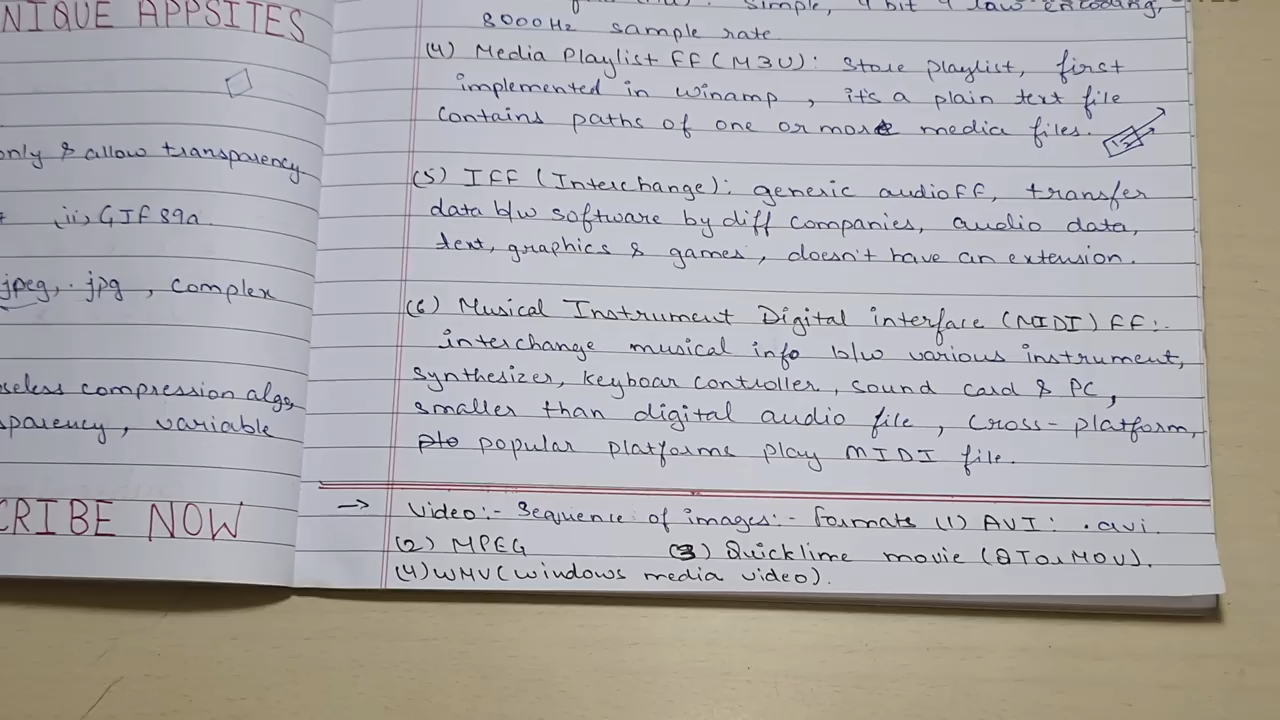 NIQUE APPSITES
only & allow transparency
(ii) GIF 89a
jpeg, .jpg, complex
compression algo,
variable
CRIBE NOW
simple, bit law encoding,
8000Hz sample rate
(4) Media Playlist FF (M3U): Store playlist, first
implemented in winamp, it's a plain text file
contains paths of one or more media files.
(5) IFF (Interchange): generic audio FF, transfer
data b/w software by diff companies, audio data,
text, graphics & games, doesn't have an extension.
(6) Musical Instrument Digital interface (MIDI) FF:-
interchange musical info b/w various instrument,
synthesizer, keyboar controller, sound card & PC,
smaller than digital audio file, cross-platform,
popular platforms play MIDI file.
→ Video:- Sequence of images:- Formats (1) AVI: .avi
(2) MPEG (3) Quicklime movie (QT or MOV).
(4) WMV (windows media video).